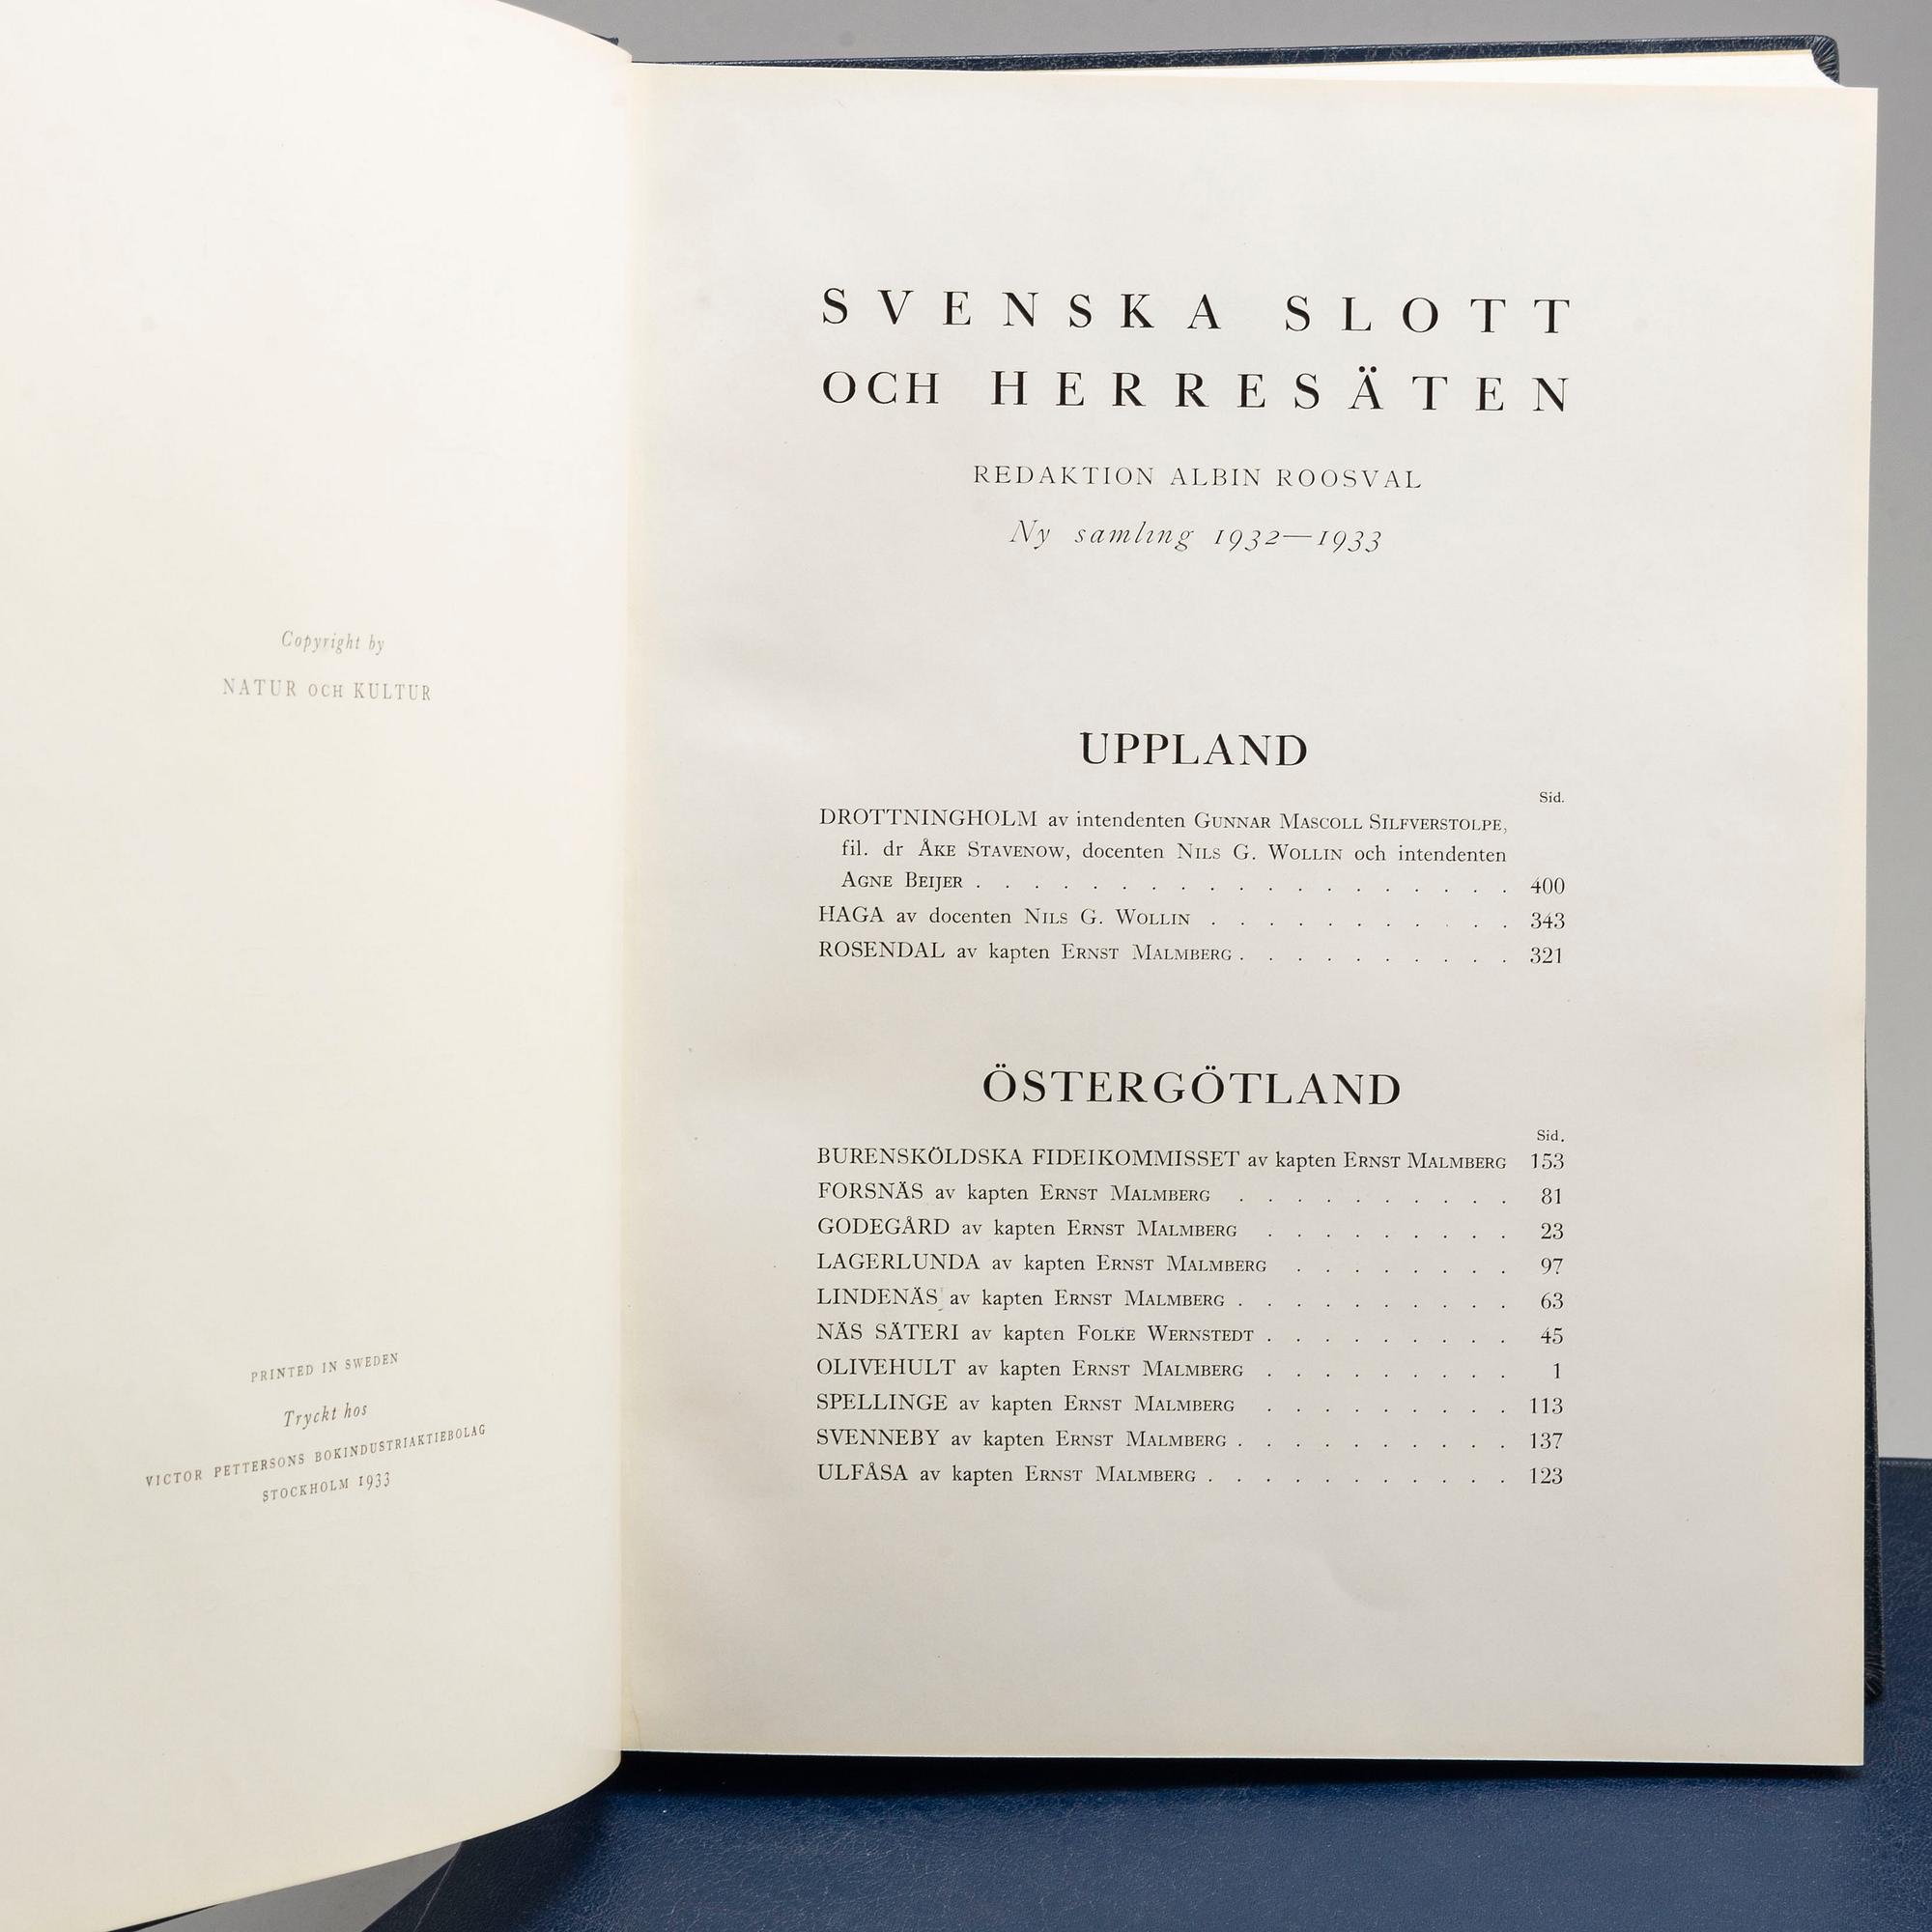 Copyright by
NATUR OCH KULTUR
PRINTED IN SWEDEN
Tryckt hos
VICTOR PETTERSONS BOKINDUSTRIAKTIEBOLAG
STOCKHOLM 1933
SVENSKA SLOTT
OCH HERRESÄTEN
REDAKTION ALBIN ROOSVAL
Ny samling 1932—1933
UPPLAND
Sid.
DROTTNINGHOLM av intendenten GUNNAR MASCOLL SILFVERSTOLPE,
fil. dr ÅKE STAVENOW, docenten NILS G. WOLLIN och intendenten
AGNE BEIJER . . . . . . . . . . . . . . . . . . . 400
HAGA av docenten NILS G. WOLLIN . . . . . . . . . . . 343
ROSENDAL av kapten ERNST MALMBERG . . . . . . . . . . 321
ÖSTERGÖTLAND
Sid.
BURENSKÖLDSKA FIDEIKOMMISSET av kapten ERNST MALMBERG 153
FORSNÄS av kapten ERNST MALMBERG . . . . . . . . . . 81
GODEGÅRD av kapten ERNST MALMBERG . . . . . . . . . 23
LAGERLUNDA av kapten ERNST MALMBERG . . . . . . . . 97
LINDENÄS av kapten ERNST MALMBERG . . . . . . . . . . 63
NÄS SÄTERI av kapten FOLKE WERNSTEDT . . . . . . . . . 45
OLIVEHULT av kapten ERNST MALMBERG . . . . . . . . . 1
SPELLINGE av kapten ERNST MALMBERG . . . . . . . . . 113
SVENNEBY av kapten ERNST MALMBERG . . . . . . . . . . 137
ULFÅSA av kapten ERNST MALMBERG . . . . . . . . . . . 123